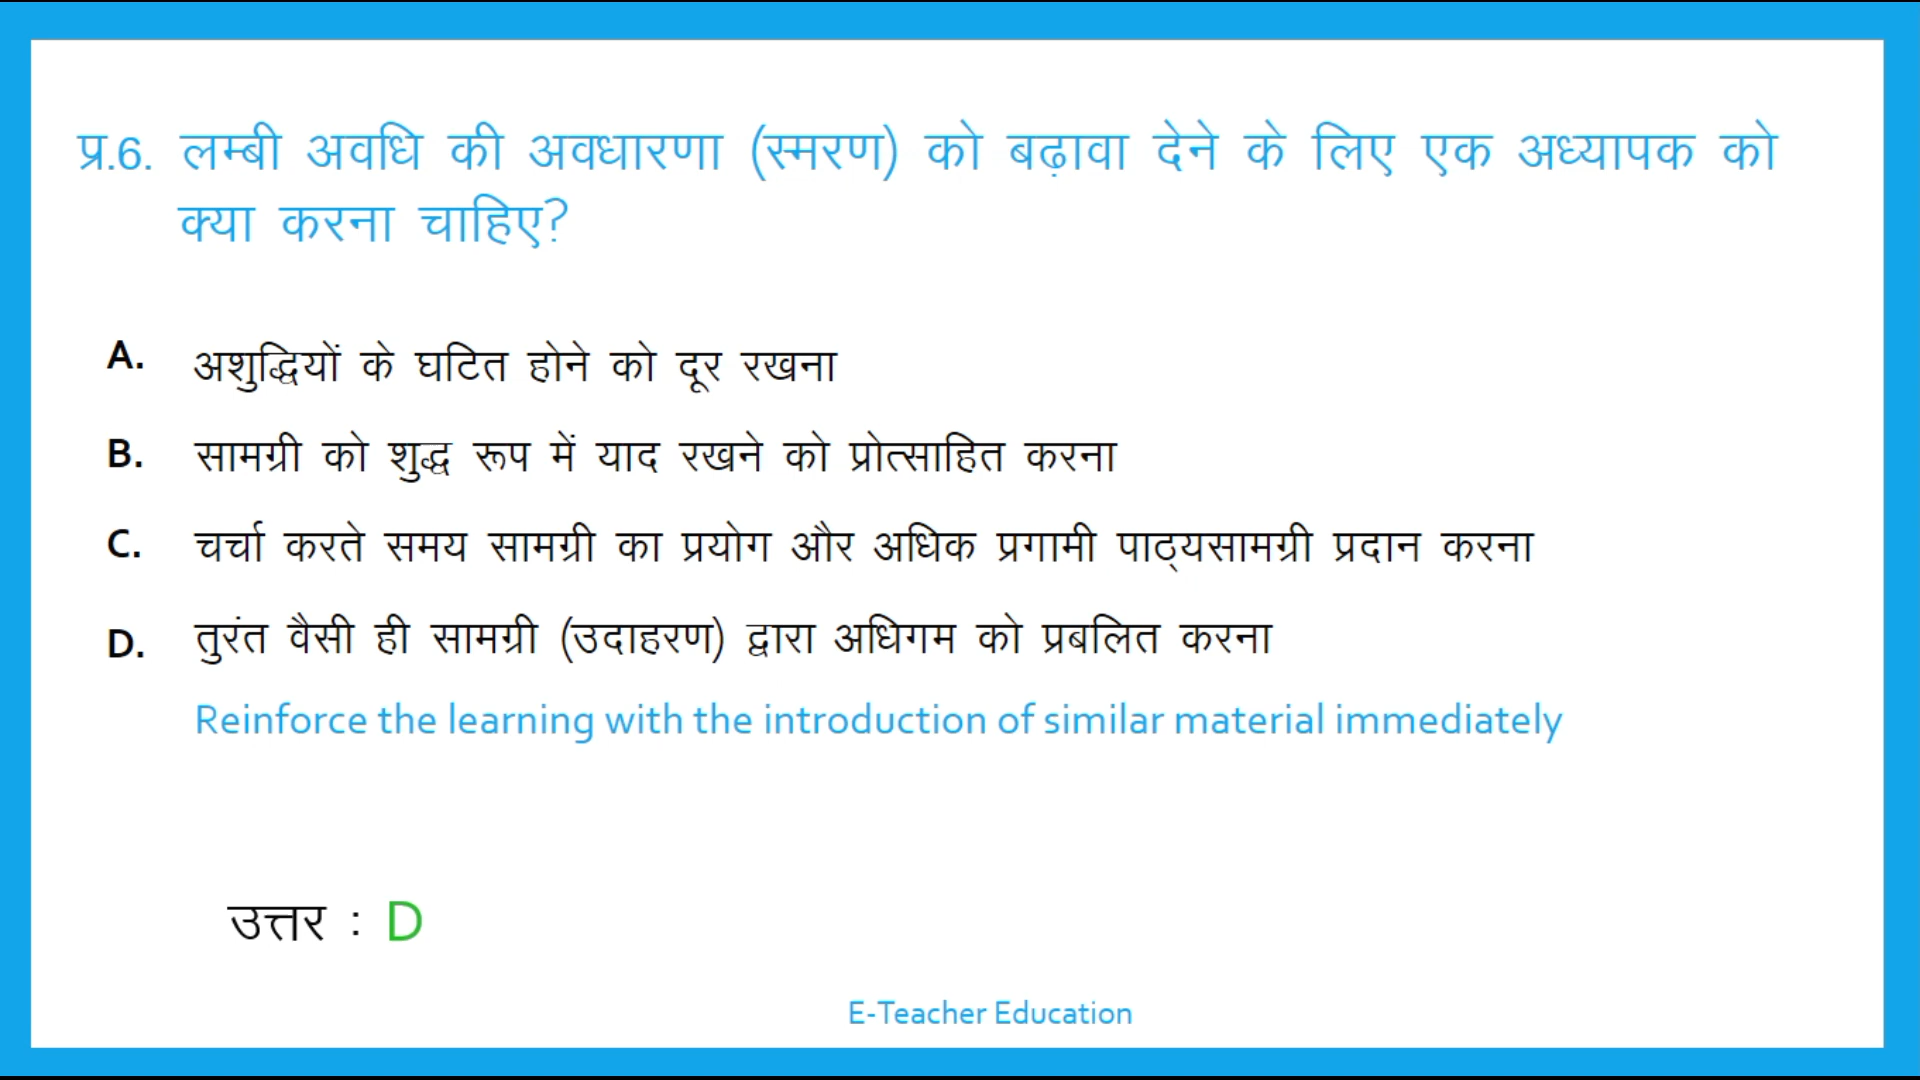 प्र.6. लम्बी अवधि की अवधारणा (स्मरण) को बढ़ावा देने के लिए एक अध्यापक को
क्या करना चाहिए?
A. अशुद्धियों के घटित होने को दूर रखना
B. सामग्री को शुद्ध रूप में याद रखने को प्रोत्साहित करना
C. चर्चा करते समय सामग्री का प्रयोग और अधिक प्रगामी पाठ्यसामग्री प्रदान करना
D. तुरंत वैसी ही सामग्री (उदाहरण) द्वारा अधिगम को प्रबलित करना
Reinforce the learning with the introduction of similar material immediately
उत्तर : D
E-Teacher Education